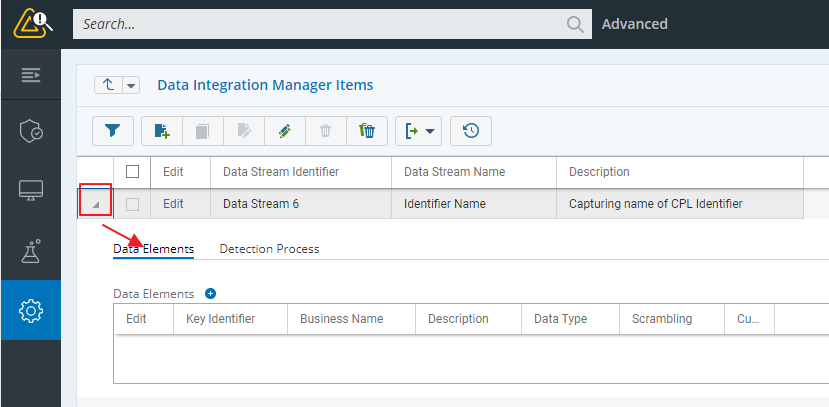 Search... Advanced
Data Integration Manager Items
Edit Data Stream Identifier Data Stream Name Description
Edit Data Stream 6 Identifier Name Capturing name of CPL Identifier
Data Elements Detection Process
Data Elements
Edit Key Identifier Business Name Description Data Type Scrambling Cu...